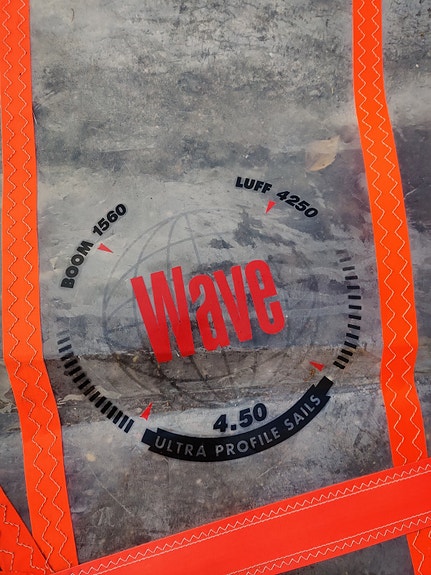 BOOM 1560
LUFF 4250
Wave
4.50
ULTRA PROFILE SAILS